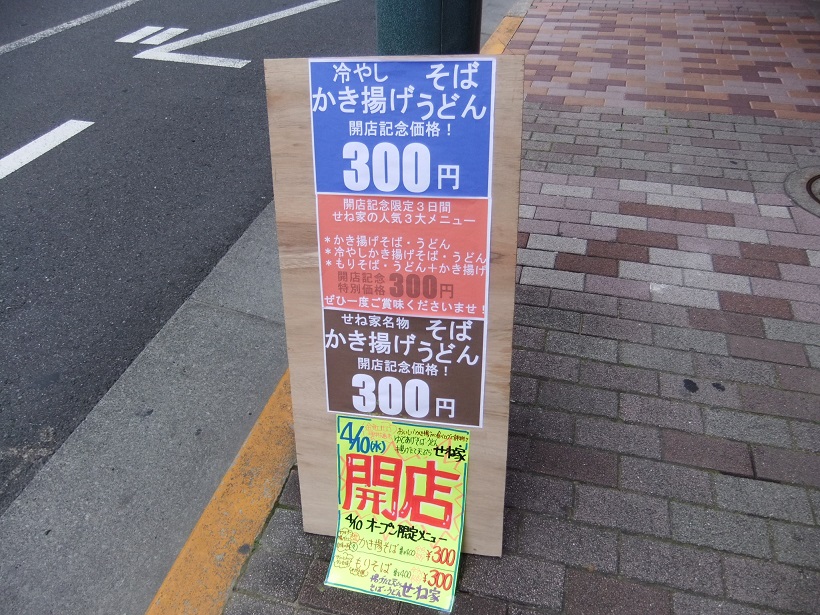 冷やし そば
かき揚げうどん
開店記念価格！
300円
開店記念限定3日間
せね家の人気3大メニュー
＊かき揚げそば・うどん
＊冷やしかき揚げそば・うどん
＊もりそば・うどん＋かき揚げ
開店記念
特別価格 300円
ぜひ一度ご賞味くださいませ！
せね家名物 そば
かき揚げうどん
開店記念価格！
300円
4/10(水)
せね家
開店
4/10 オープン限定メニュー
かき揚げそば ¥300
もりそば ¥400 ¥300
そば・うどん せね家